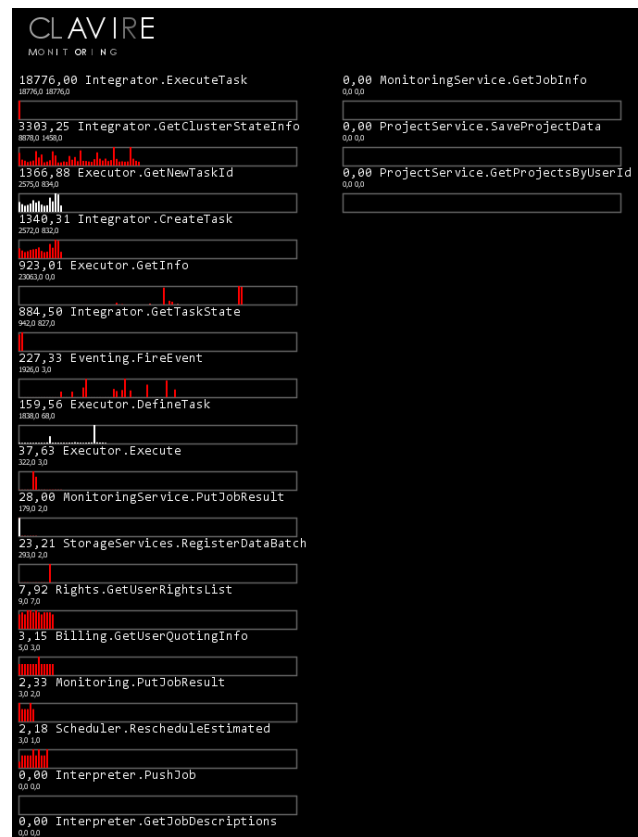 CLAVIRE
MONITORING
18776,00 Integrator.ExecuteTask
18776,0 18776,0
3303,25 Integrator.GetClusterStateInfo
8878,0 1458,0
1366,88 Executor.GetNewTaskId
2575,0 834,0
1340,31 Integrator.CreateTask
2572,0 832,0
923,01 Executor.GetInfo
23063,0 0,0
884,50 Integrator.GetTaskState
942,0 827,0
227,33 Eventing.FireEvent
1926,0 3,0
159,56 Executor.DefineTask
1838,0 68,0
37,63 Executor.Execute
322,0 3,0
28,00 MonitoringService.PutJobResult
179,0 2,0
23,21 StorageServices.RegisterDataBatch
293,0 2,0
7,92 Rights.GetUserRightsList
9,0 7,0
3,15 Billing.GetUserQuotingInfo
5,0 3,0
2,33 Monitoring.PutJobResult
3,0 2,0
2,18 Scheduler.RescheduleEstimated
3,0 1,0
0,00 Interpreter.PushJob
0,0 0,0
0,00 Interpreter.GetJobDescriptions
0,0 0,0
0,00 MonitoringService.GetJobInfo
0,0 0,0
0,00 ProjectService.SaveProjectData
0,0 0,0
0,00 ProjectService.GetProjectsByUserId
0,0 0,0